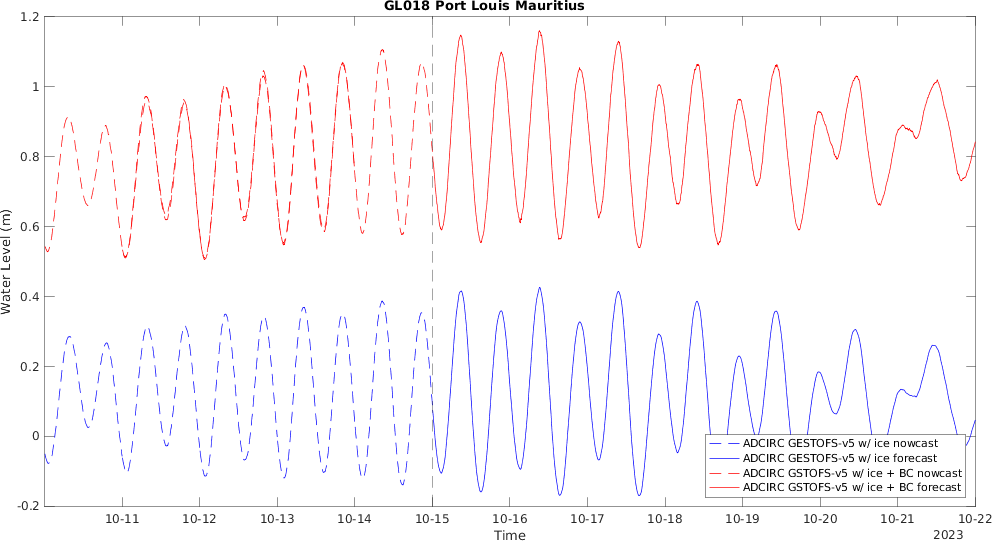 GL018 Port Louis Mauritius
1.2
1
0.8
0.6
0.4
0.2
0
-0.2
Water Level (m)
ADCIRC GESTOFS-v5 w/ ice nowcast
ADCIRC GESTOFS-v5 w/ ice forecast
ADCIRC GSTOFS-v5 w/ ice + BC nowcast
ADCIRC GSTOFS-v5 w/ ice + BC forecast
10-11 10-12 10-13 10-14 10-15 10-16 10-17 10-18 10-19 10-20 10-21 10-22
Time
2023